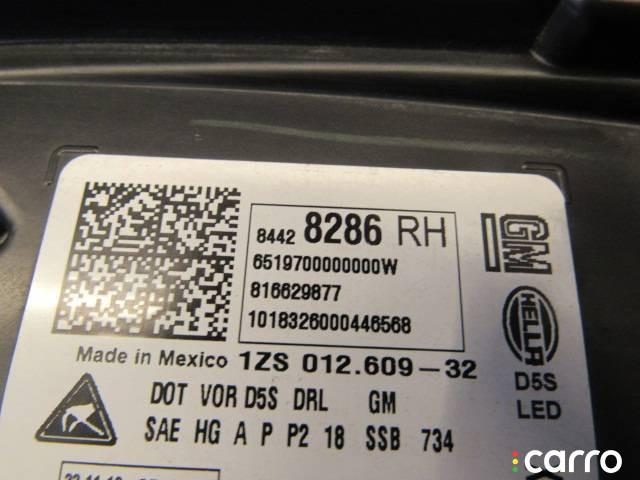 8442 8286 RH
6519700000000W
816629877
1018326000446568
GM
HELLA
D5S
LED
Made in Mexico 1ZS 012.609-32
DOT VOR D5S DRL GM
SAE HG A P P2 18 SSB 734
carro